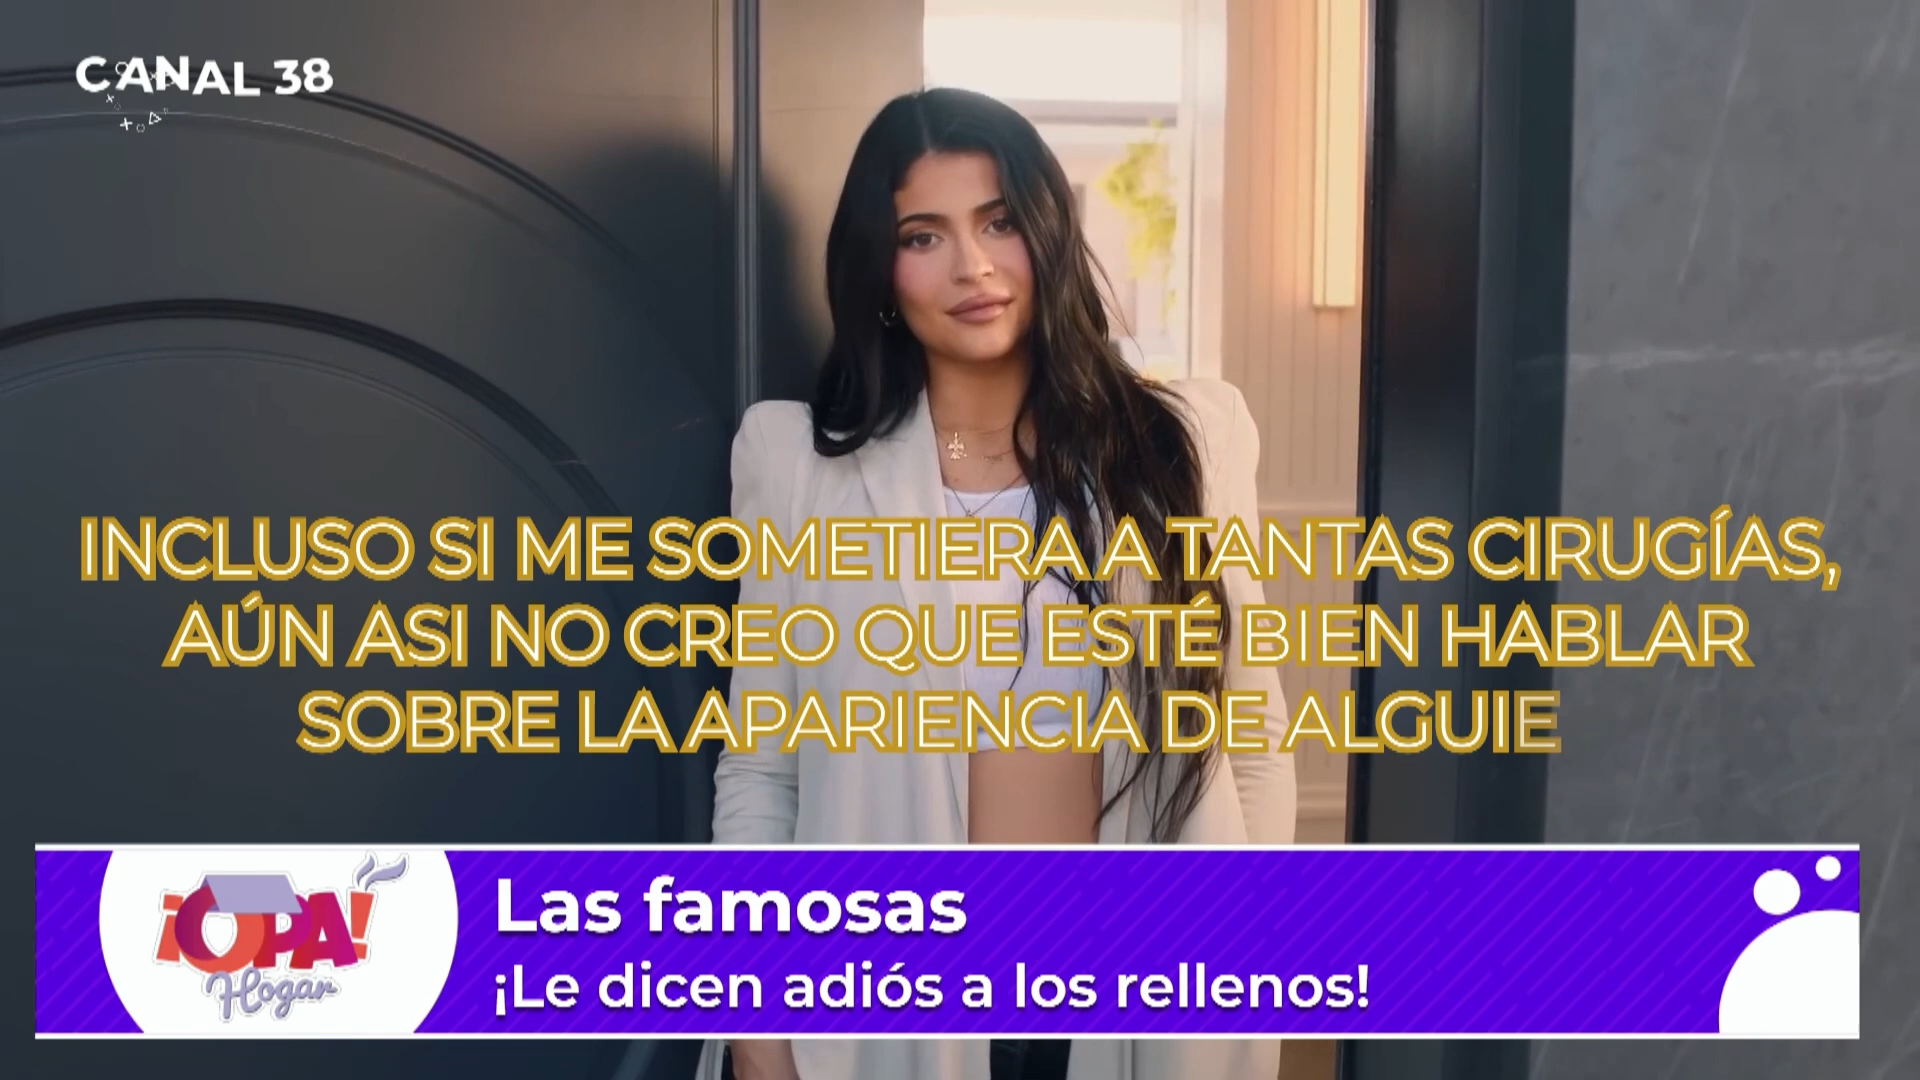 CANAL 38
INCLUSO SI ME SOMETIERA A TANTAS CIRUGÍAS,
AÚN ASI NO CREO QUE ESTÉ BIEN HABLAR
SOBRE LA APARIENCIA DE ALGUIE
¡OPA!
Hogar
Las famosas
¡Le dicen adiós a los rellenos!